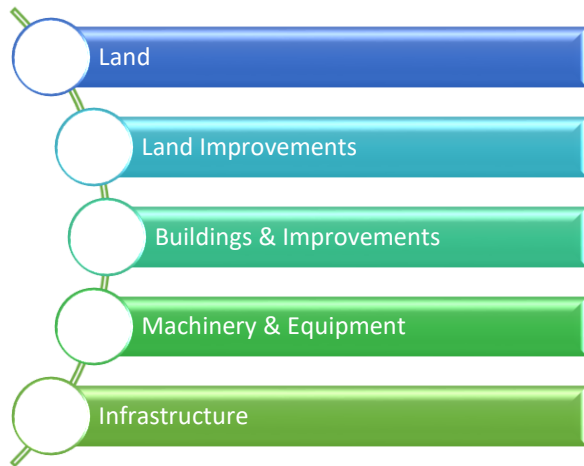 Land
Land Improvements
Buildings & Improvements
Machinery & Equipment
Infrastructure